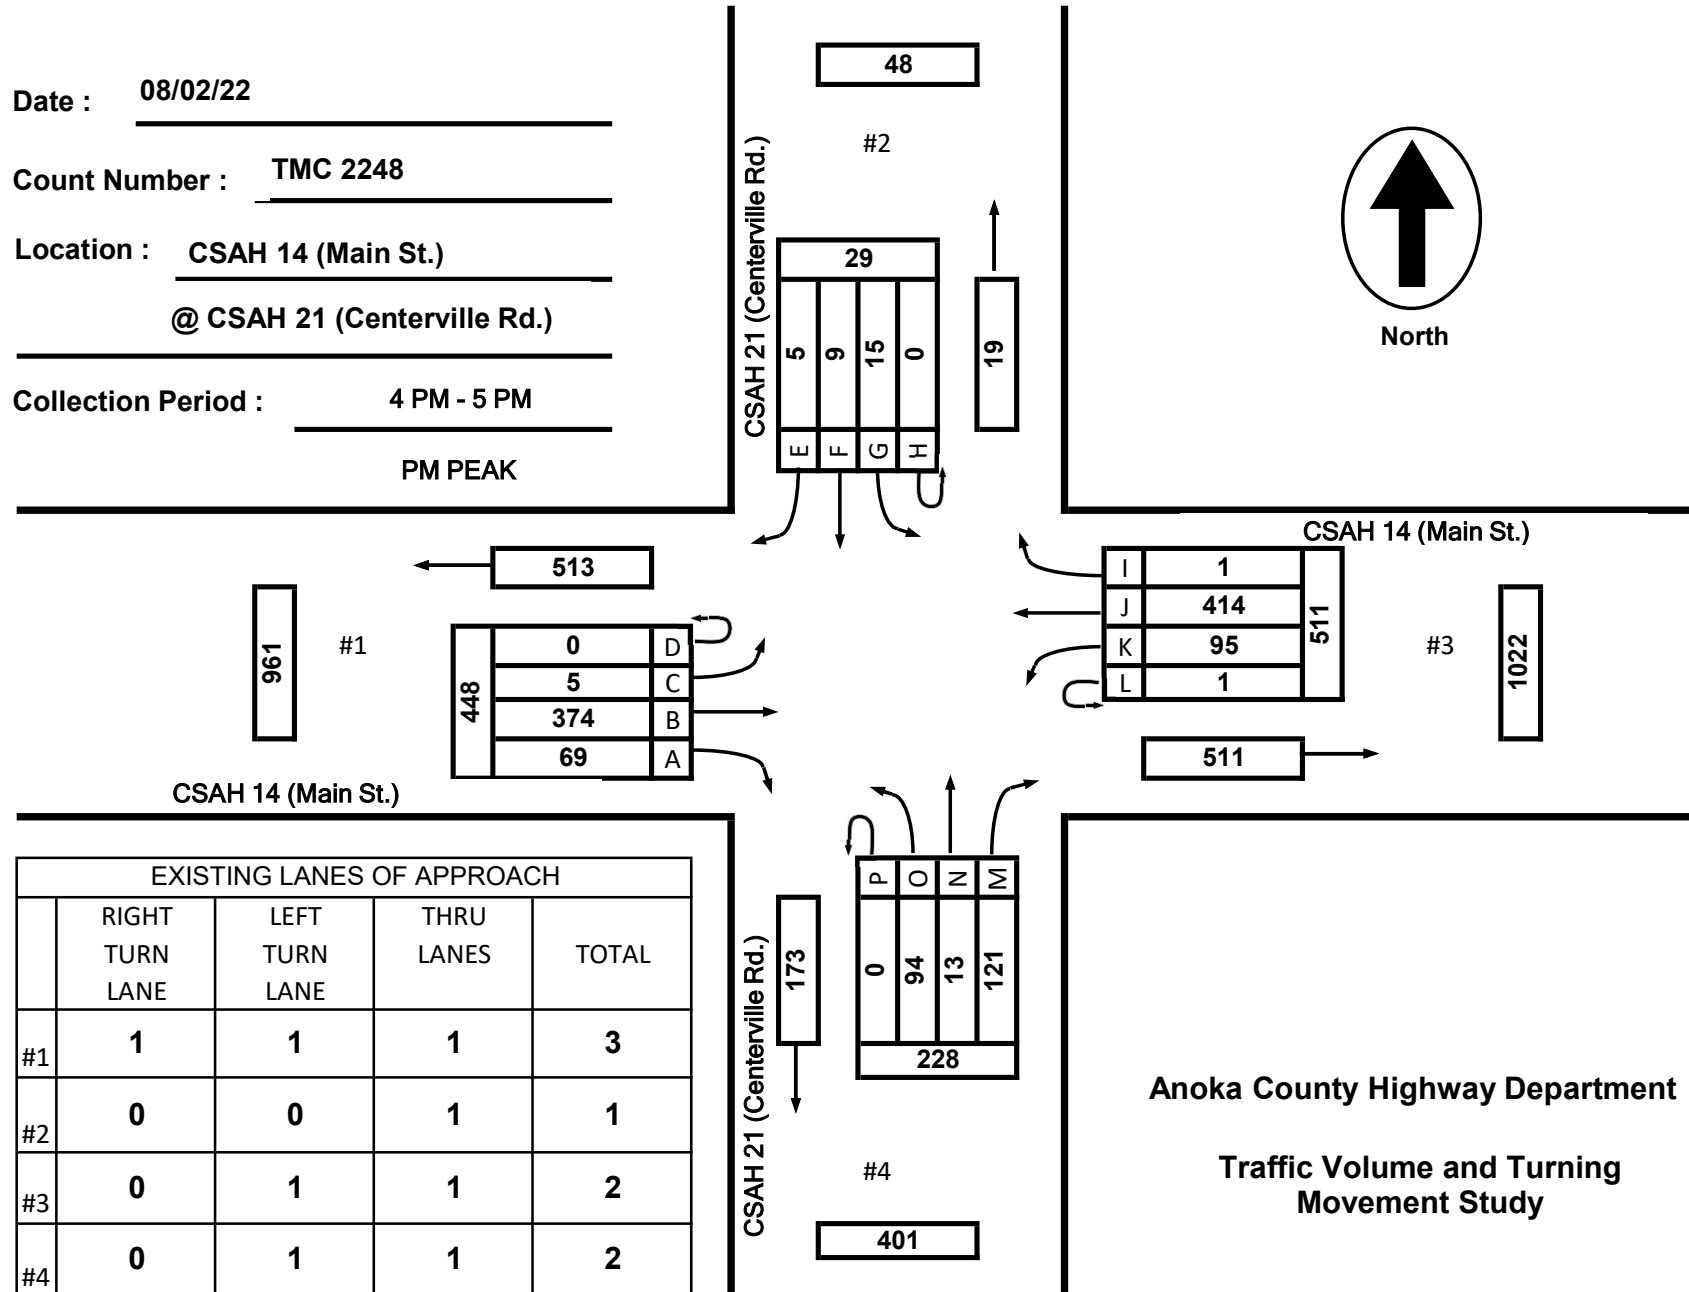 Date : 08/02/22
Count Number : TMC 2248
Location : CSAH 14 (Main St.)
@ CSAH 21 (Centerville Rd.)
Collection Period : 4 PM - 5 PM
PM PEAK
48
#2
CSAH 21 (Centerville Rd.)
29
5 9 15 0
E F G H
19
North
CSAH 14 (Main St.)
513
961
#1
448
0 D
5 C
374 B
69 A
CSAH 14 (Main St.)
I 1
J 414
K 95
L 1
511
#3
1022
511
P O N M
0 94 13 121
228
173
CSAH 21 (Centerville Rd.)
#4
401
EXISTING LANES OF APPROACH
RIGHT LEFT THRU
TURN TURN LANES TOTAL
LANE LANE
#1 1 1 1 3
#2 0 0 1 1
#3 0 1 1 2
#4 0 1 1 2
Anoka County Highway Department
Traffic Volume and Turning
Movement Study